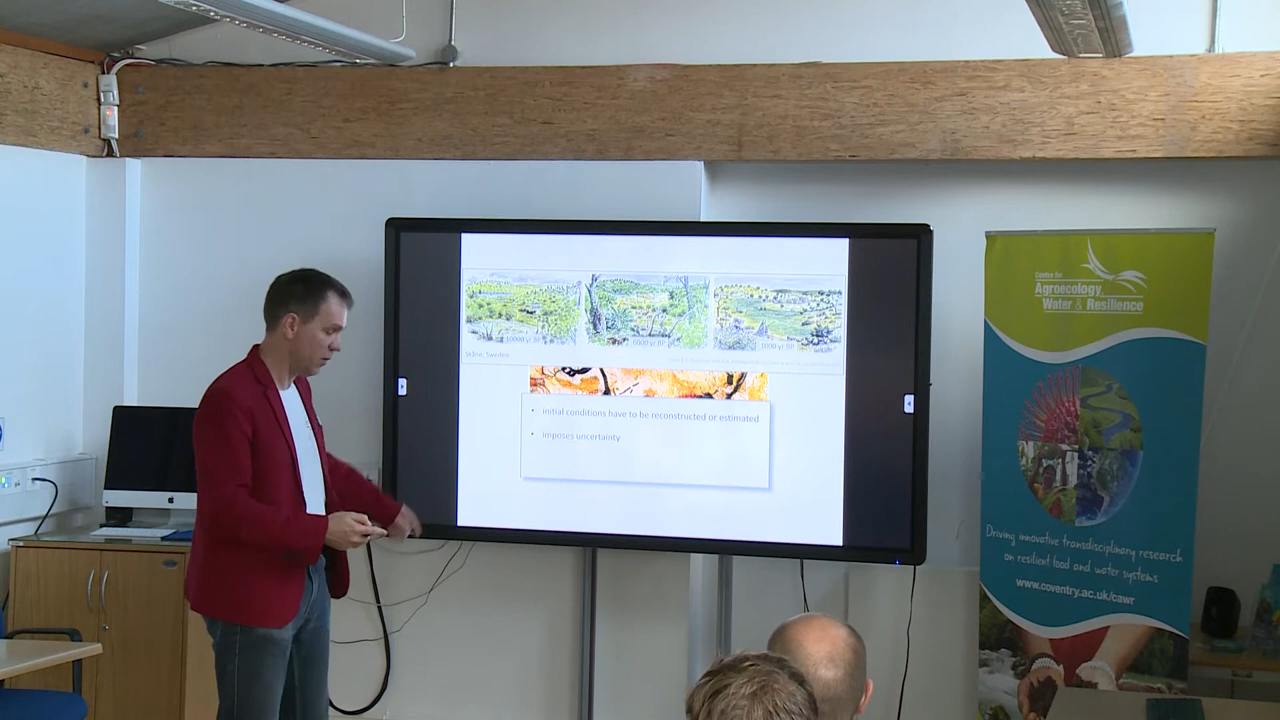 10000 yr BP
6000 yr BP
1000 yr BP
Skåne, Sweden
• initial conditions have to be reconstructed or estimated
• imposes uncertainty
Centre for
Agroecology,
Water & Resilience
Driving innovative transdisciplinary research
on resilient food and water systems
www.coventry.ac.uk/cawr